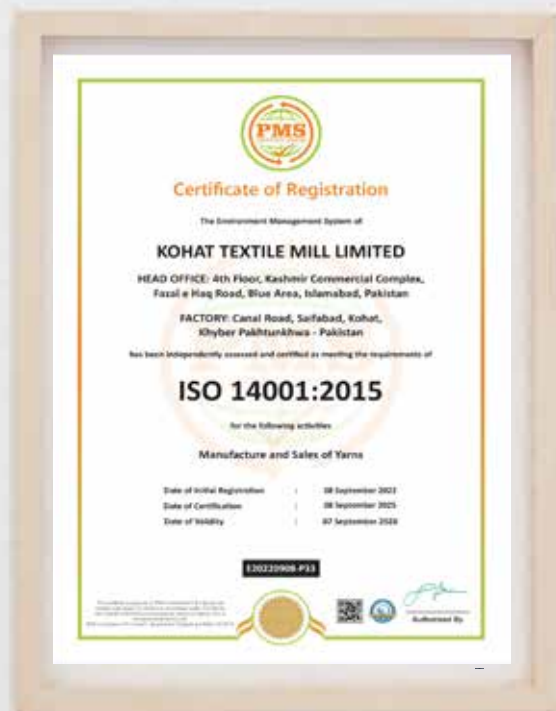 PMS
Certificate of Registration
The Environment Management System of
KOHAT TEXTILE MILL LIMITED
HEAD OFFICE: 4th Floor, Kashmir Commercial Complex,
Fazal e Haq Road, Blue Area, Islamabad, Pakistan
FACTORY: Canal Road, Saifabad, Kohat,
Khyber Pakhtunkhwa - Pakistan
has been independently assessed and certified as meeting the requirements of
ISO 14001:2015
for the following activities
Manufacture and Sales of Yarns
Date of Initial Registration : 08 September 2022
Date of Certification : 08 September 2025
Date of Validity : 07 September 2028
E20220908-P33
Authorised By